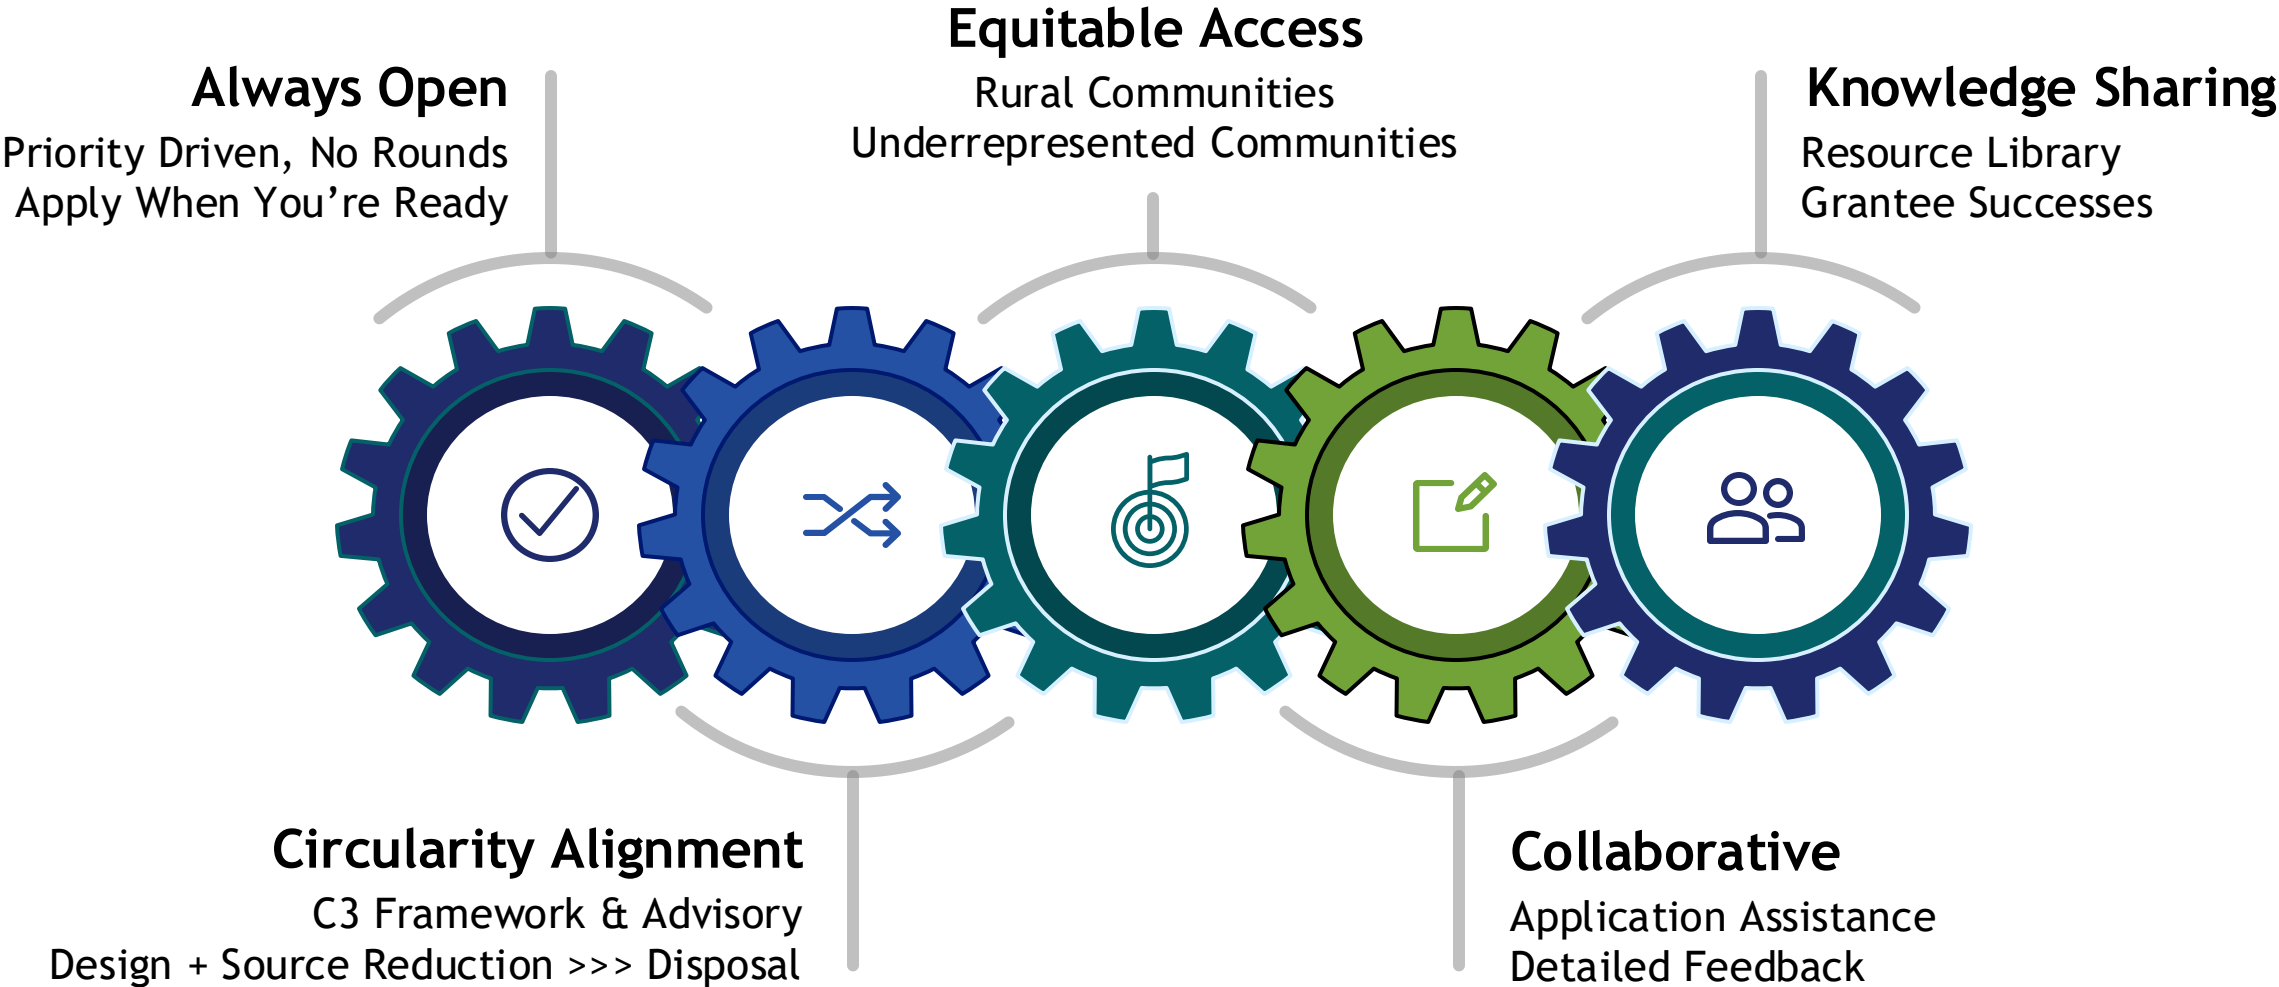 Always Open
Priority Driven, No Rounds
Apply When You’re Ready
Equitable Access
Rural Communities
Underrepresented Communities
Knowledge Sharing
Resource Library
Grantee Successes
Circularity Alignment
C3 Framework & Advisory
Design + Source Reduction >>> Disposal
Collaborative
Application Assistance
Detailed Feedback